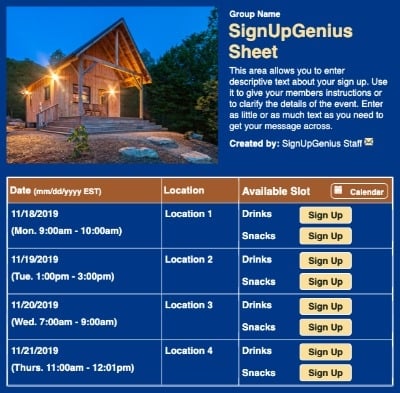 Group Name
SignUpGenius
Sheet
This area allows you to enter
descriptive text about your sign up. Use
it to give your members instructions or
to clarify the details of the event. Enter
as little or as much text as you need to
get your message across.
Created by: SignUpGenius Staff
Date (mm/dd/yyyy EST) Location Available Slot Calendar
11/18/2019 Location 1 Drinks Sign Up
(Mon. 9:00am - 10:00am) Snacks Sign Up
11/19/2019 Location 2 Drinks Sign Up
(Tue. 1:00pm - 3:00pm) Snacks Sign Up
11/20/2019 Location 3 Drinks Sign Up
(Wed. 7:00am - 9:00am) Snacks Sign Up
11/21/2019 Location 4 Drinks Sign Up
(Thurs. 11:00am - 12:01pm) Snacks Sign Up